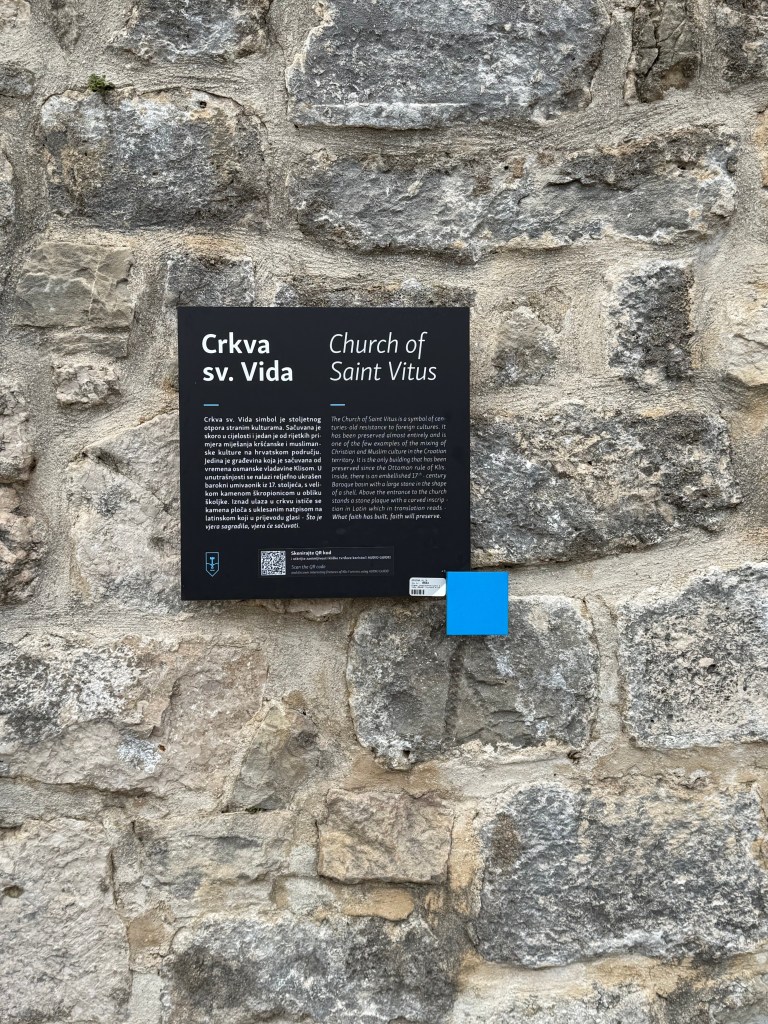 Crkva
sv. Vida
Crkva sv. Vida simbol je stoljetnog
otpora stranim kulturama. Sačuvana je
skoro u cijelosti i jedan je od rijetkih pri-
mjera miješanja kršćanske i musliman-
ske kulture na hrvatskom području.
Jedina je građevina koja je sačuvana od
vremena osmanske vladavine Klisom. U
unutrašnjosti se nalazi reljefno ukrašen
barokni umivaonik iz 17. stoljeća, s veli-
kom kamenom škropionicom u obliku
školjke. Iznad ulaza u crkvu ističe se
kamena ploča s uklesanim natpisom na
latinskom koji u prijevodu glasi - Što je
vjera sagradila, vjera će sačuvati.
Church of
Saint Vitus
The Church of Saint Vitus is a symbol of cen-
turies-old resistance to foreign cultures. It
has been preserved almost entirely and is
one of the few examples of the mixing of
Christian and Muslim culture in the Croatian
territory. It is the only building that has been
preserved since the Ottoman rule of Klis.
Inside, there is an embellished 17th - century
Baroque basin with a large stone in the shape
of a shell. Above the entrance to the church
stands a stone plaque with a carved inscrip-
tion in Latin which in translation reads -
What faith has built, faith will preserve.
Skenirajte QR kod
Scan the QR code